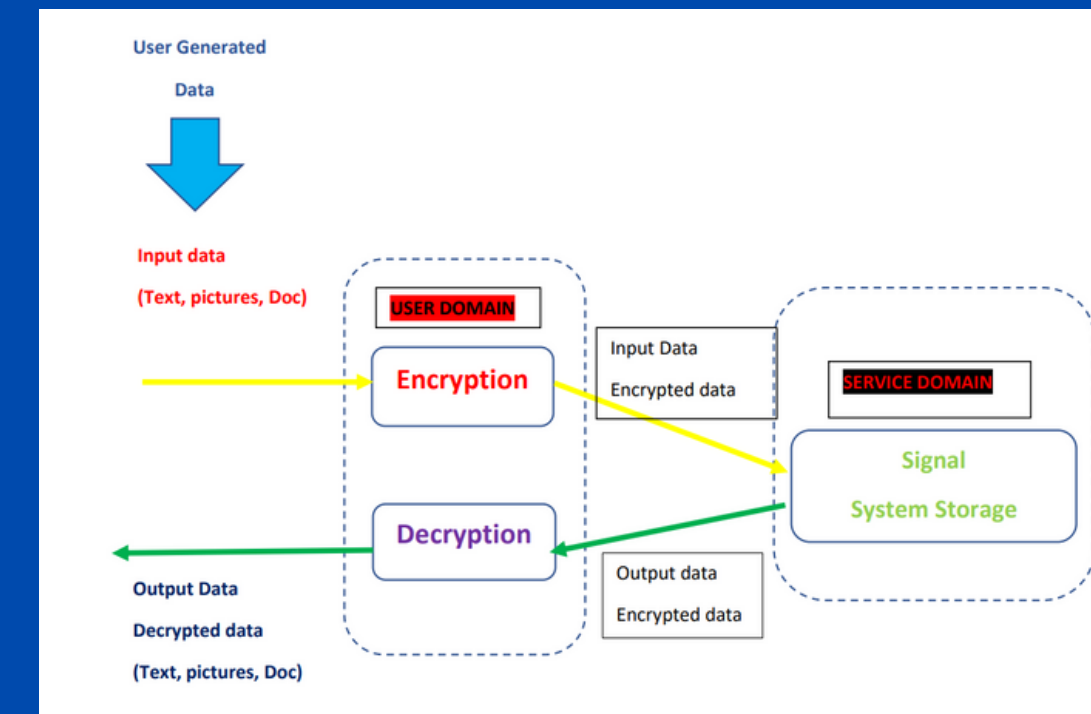 User Generated
Data
Input data
(Text, pictures, Doc)
USER DOMAIN
Encryption
Input Data
Encrypted data
SERVICE DOMAIN
Signal
System Storage
Decryption
Output data
Encrypted data
Output Data
Decrypted data
(Text, pictures, Doc)